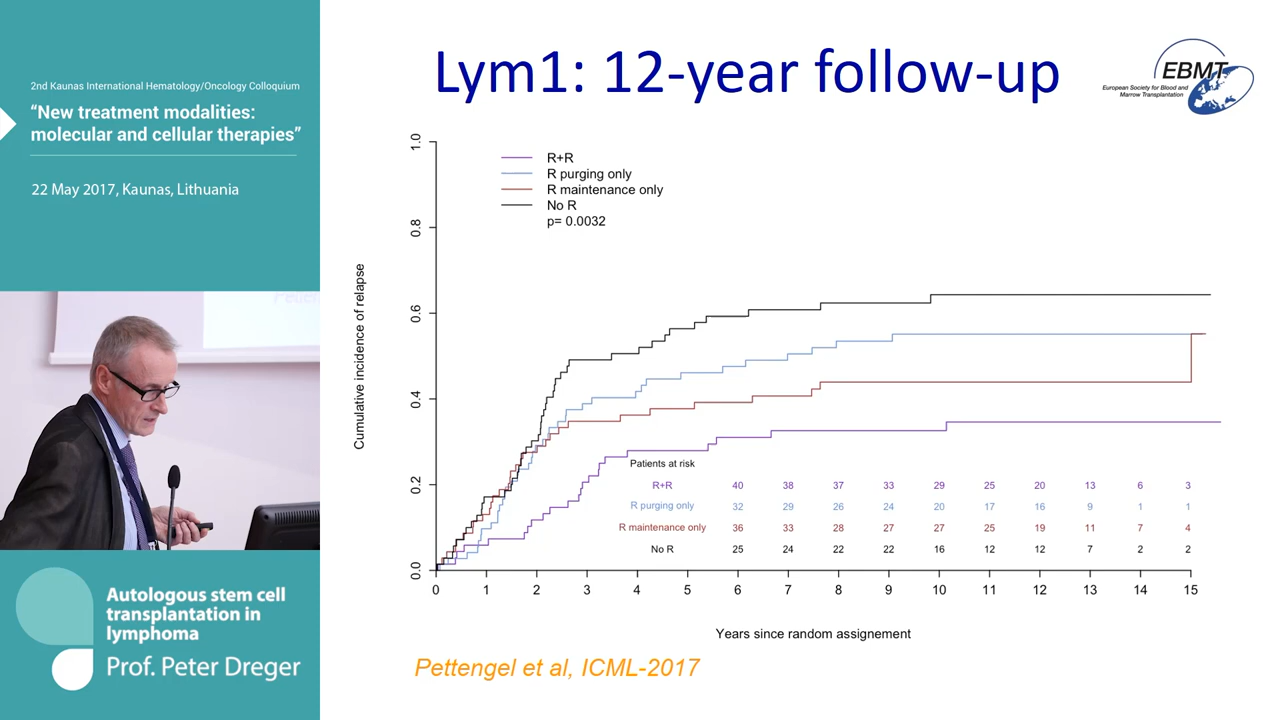 2nd Kaunas International Hematology/Oncology Colloquium
“New treatment modalities:
molecular and cellular therapies”
22 May 2017, Kaunas, Lithuania
Autologous stem cell
transplantation in
lymphoma
Prof. Peter Dreger
Lym1: 12-year follow-up
EBMT
European Society for Blood and
Marrow Transplantation
Cumulative incidence of relapse
1.0
0.8
0.6
0.4
0.2
0.0
R+R
R purging only
R maintenance only
No R
p= 0.0032
Patients at risk
R+R 40 38 37 33 29 25 20 13 6 3
R purging only 32 29 26 24 20 17 16 9 1 1
R maintenance only 36 33 28 27 27 25 19 11 7 4
No R 25 24 22 22 16 12 12 7 2 2
0 1 2 3 4 5 6 7 8 9 10 11 12 13 14 15
Years since random assignement
Pettengel et al, ICML-2017